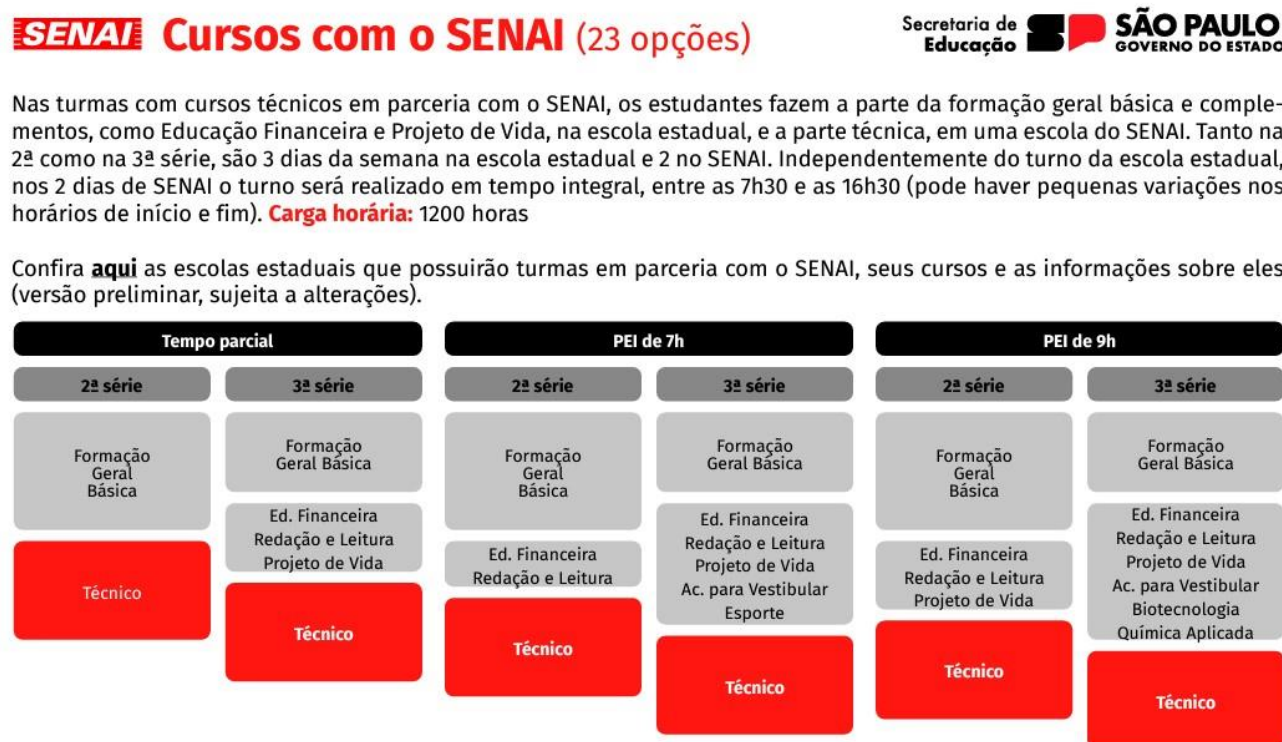 SENAI Cursos com o SENAI (23 opções)
Secretaria de
Educação
SÃO PAULO
GOVERNO DO ESTADO
Nas turmas com cursos técnicos em parceria com o SENAI, os estudantes fazem a parte da formação geral básica e comple-
mentos, como Educação Financeira e Projeto de Vida, na escola estadual, e a parte técnica, em uma escola do SENAI. Tanto na
2ª como na 3ª série, são 3 dias da semana na escola estadual e 2 no SENAI. Independentemente do turno da escola estadual,
nos 2 dias de SENAI o turno será realizado em tempo integral, entre as 7h30 e as 16h30 (pode haver pequenas variações nos
horários de início e fim). Carga horária: 1200 horas
Confira aqui as escolas estaduais que possuirão turmas em parceria com o SENAI, seus cursos e as informações sobre eles
(versão preliminar, sujeita a alterações).
Tempo parcial
2ª série
Formação
Geral
Básica
Técnico
3ª série
Formação
Geral Básica
Ed. Financeira
Redação e Leitura
Projeto de Vida
Técnico
PEI de 7h
2ª série
Formação
Geral
Básica
Ed. Financeira
Redação e Leitura
Técnico
3ª série
Formação
Geral Básica
Ed. Financeira
Redação e Leitura
Projeto de Vida
Ac. para Vestibular
Esporte
Técnico
PEI de 9h
2ª série
Formação
Geral
Básica
Ed. Financeira
Redação e Leitura
Projeto de Vida
Técnico
3ª série
Formação
Geral Básica
Ed. Financeira
Redação e Leitura
Projeto de Vida
Ac. para Vestibular
Biotecnologia
Química Aplicada
Técnico